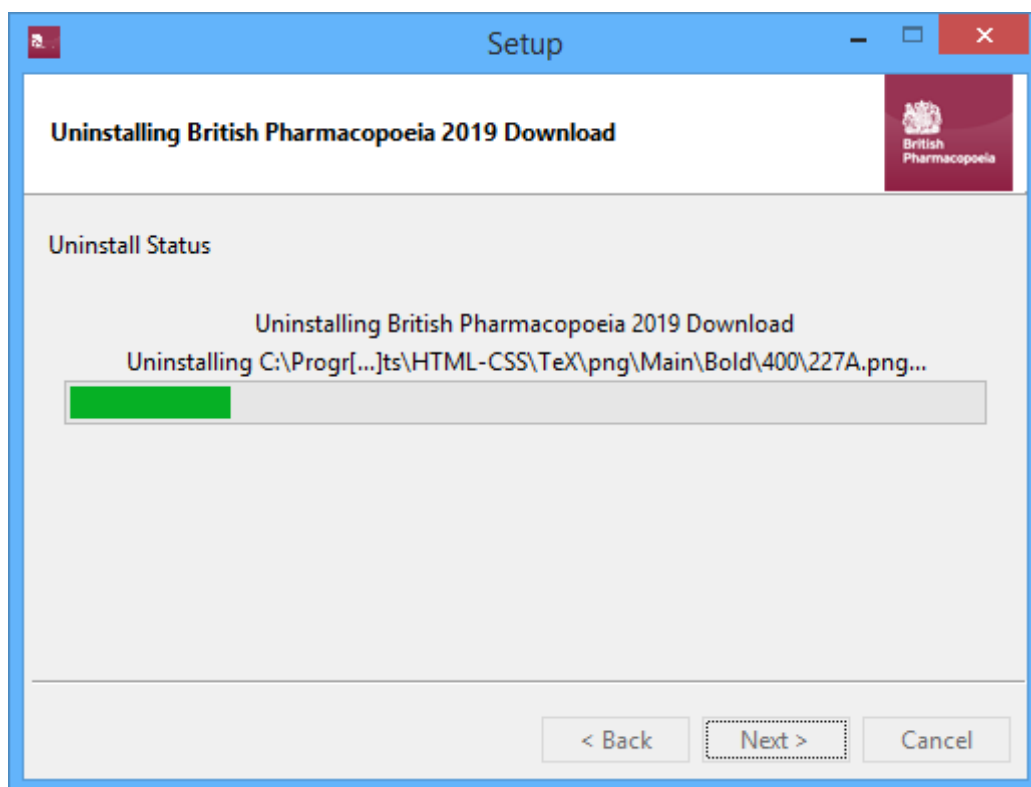 Setup
Uninstalling British Pharmacopoeia 2019 Download
British
Pharmacopoeia
Uninstall Status
Uninstalling British Pharmacopoeia 2019 Download
Uninstalling C:\Progr[...]ts\HTML-CSS\TeX\png\Main\Bold\400\227A.png...
< Back
Next >
Cancel